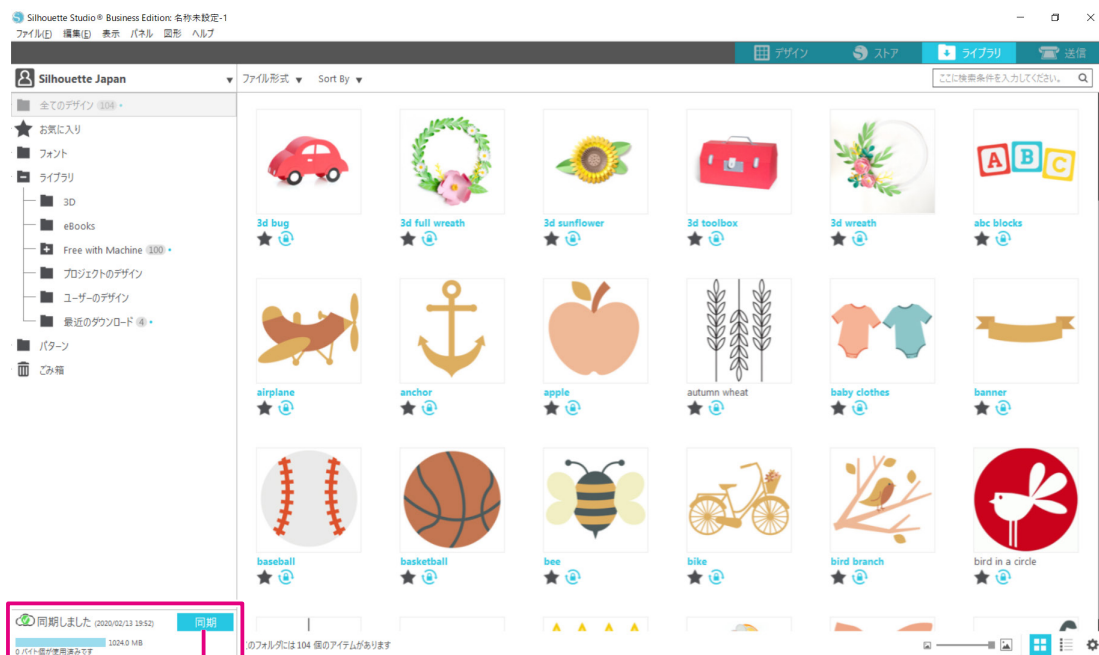 Silhouette Studio® Business Edition: 名称未設定-1
ファイル(F) 編集(E) 表示 パネル 図形 ヘルプ
デザイン ストア ライブラリ 送信
Silhouette Japan
ファイル形式 Sort By
ここに検索条件を入力してください。
全てのデザイン 104
お気に入り
フォント
ライブラリ
3D
eBooks
Free with Machine 100
プロジェクトのデザイン
ユーザーのデザイン
最近のダウンロード 4
パターン
ごみ箱
A B C
3d bug 3d full wreath 3d sunflower 3d toolbox 3d wreath abc blocks
airplane anchor apple autumn wheat baby clothes banner
baseball basketball bee bike bird branch bird in a circle
同期しました (2020/02/13 19:52) 同期
1024.0 MB
0 バイト個が使用済みです
このフォルダには 104 個のアイテムがあります